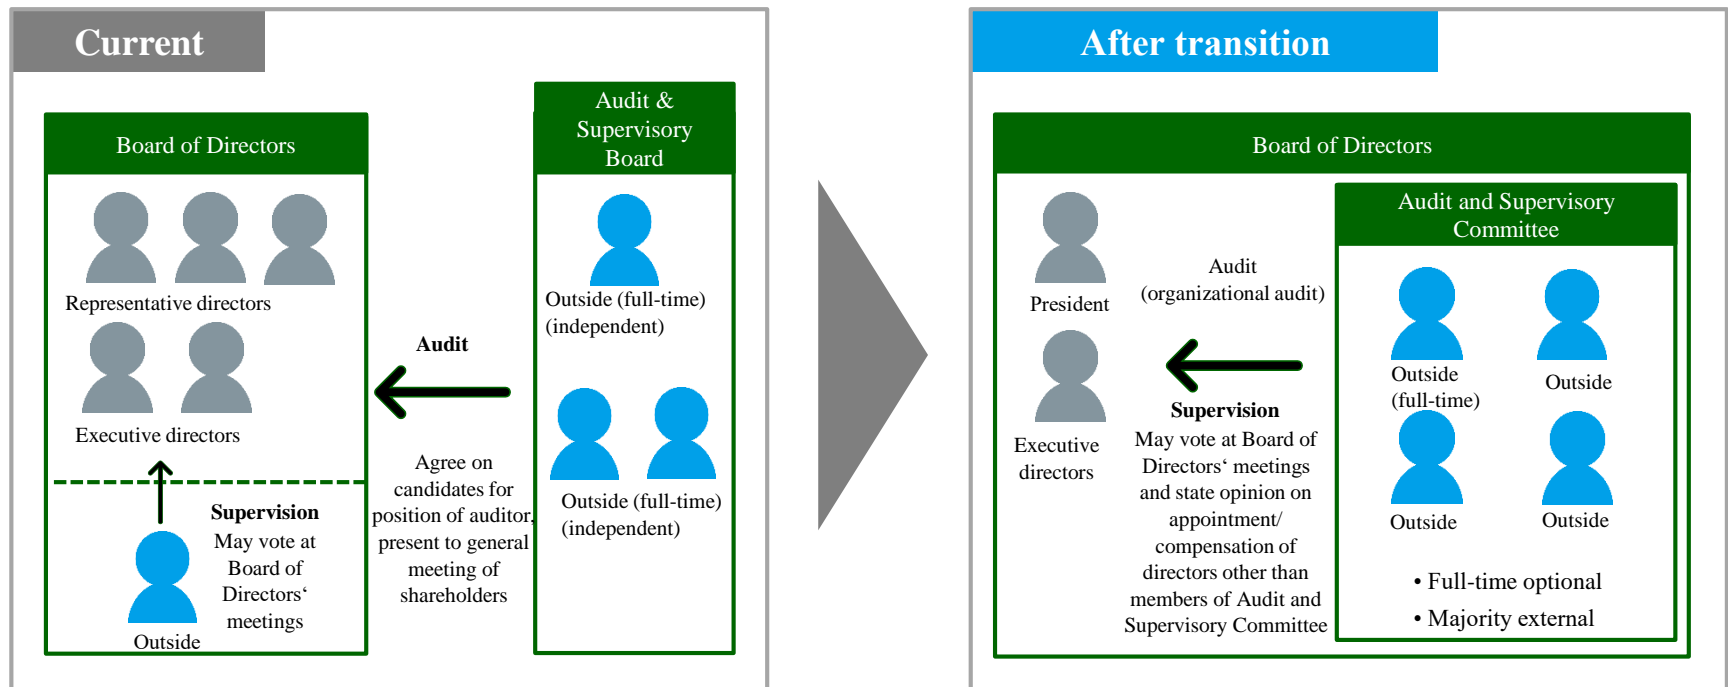 Current
Board of Directors
Representative directors
Executive directors
Supervision
May vote at
Board of
Directors‘
meetings
Outside
Audit
Agree on
candidates for
position of auditor,
present to general
meeting of
shareholders
Audit &
Supervisory
Board
Outside (full-time)
(independent)
Outside (full-time)
(independent)
After transition
Board of Directors
President
Executive
directors
Audit
(organizational audit)
Supervision
May vote at Board of
Directors‘ meetings
and state opinion on
appointment/
compensation of
directors other than
members of Audit and
Supervisory Committee
Audit and Supervisory
Committee
Outside
(full-time)
Outside
Outside
Outside
• Full-time optional
• Majority external